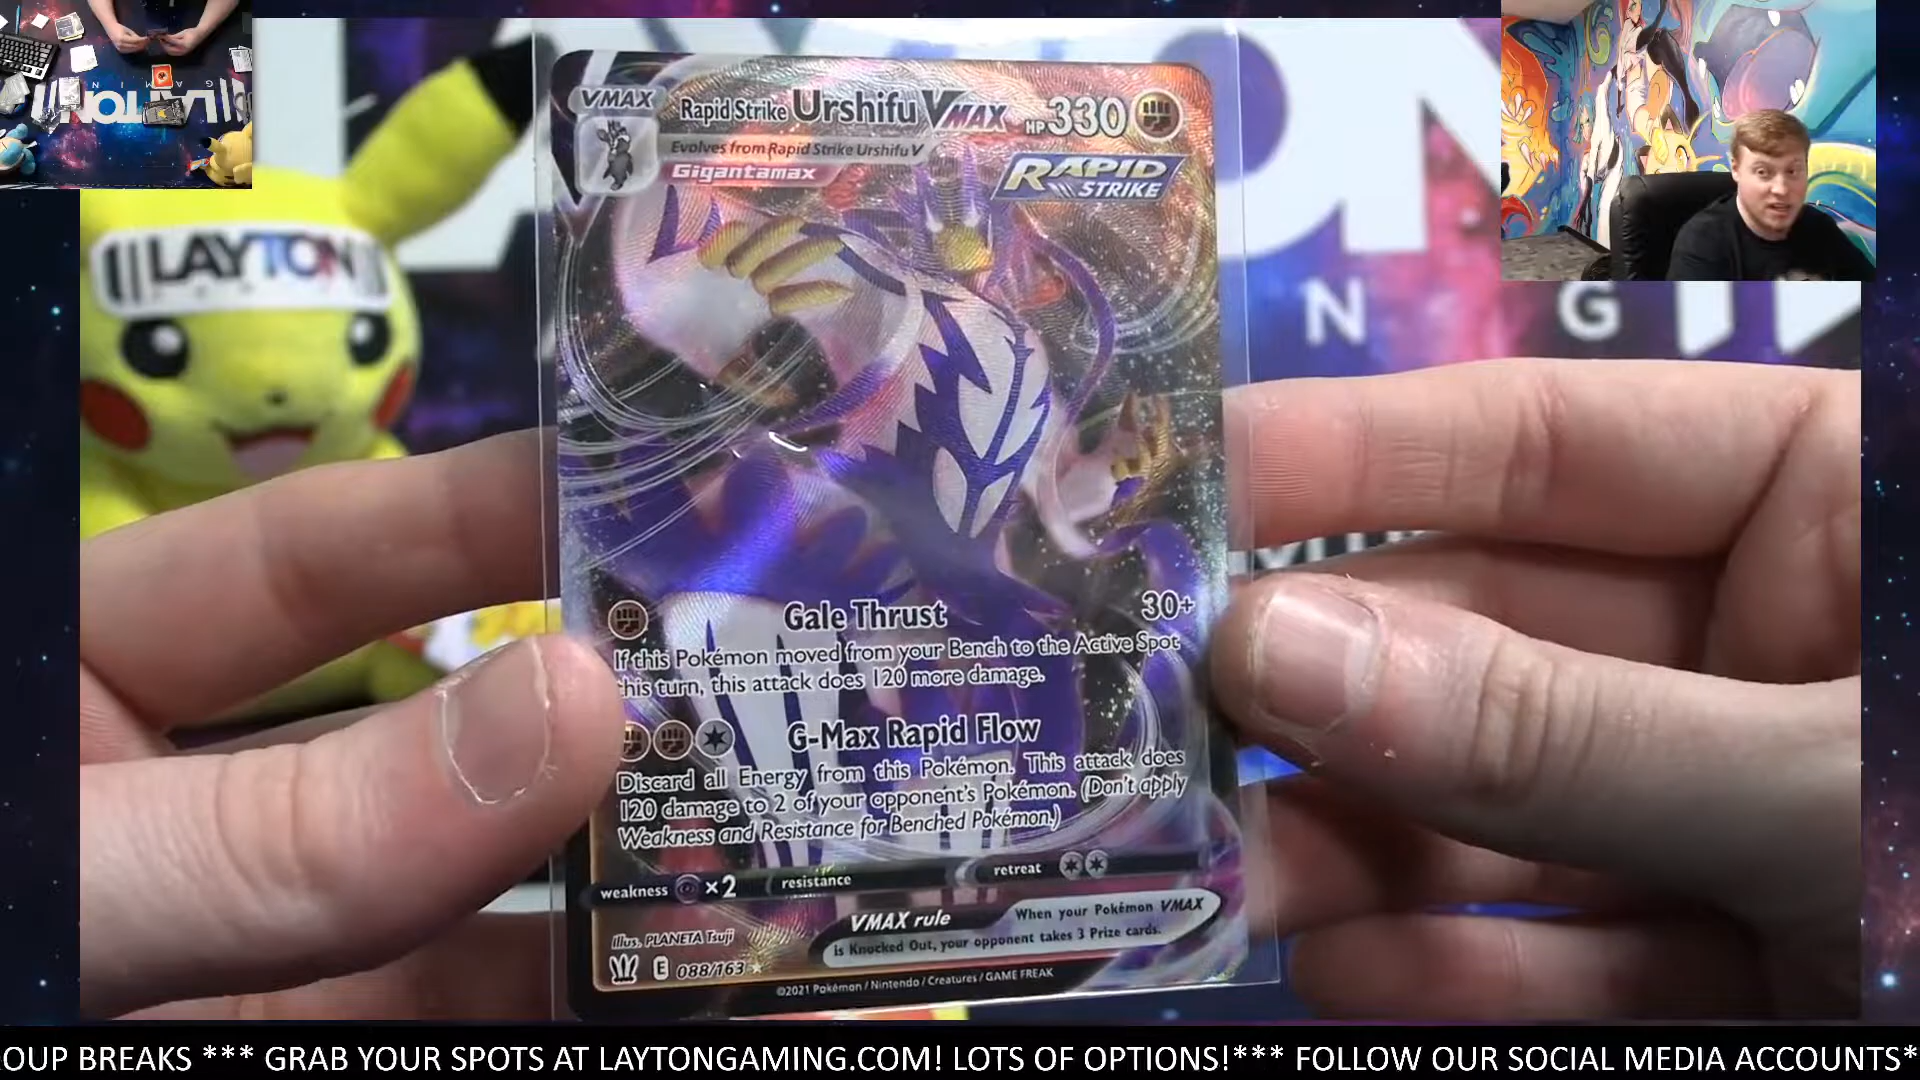 LAYTON
N G
VMAX
Rapid Strike Urshifu VMAX HP 330
Evolves from Rapid Strike Urshifu V
Gigantamax
RAPID
STRIKE
Gale Thrust 30+
If this Pokémon moved from your Bench to the Active Spot
this turn, this attack does 120 more damage.
G-Max Rapid Flow
Discard all Energy from this Pokémon. This attack does
120 damage to 2 of your opponent's Pokémon. (Don't apply
Weakness and Resistance for Benched Pokémon.)
weakness ×2 resistance retreat
VMAX rule When your Pokémon VMAX
is Knocked Out, your opponent takes 3 Prize cards.
Illus. PLANETA Tsuji
E 088/163
©2021 Pokémon / Nintendo / Creatures / GAME FREAK
OUP BREAKS *** GRAB YOUR SPOTS AT LAYTONGAMING.COM! LOTS OF OPTIONS!*** FOLLOW OUR SOCIAL MEDIA ACCOUNTS*